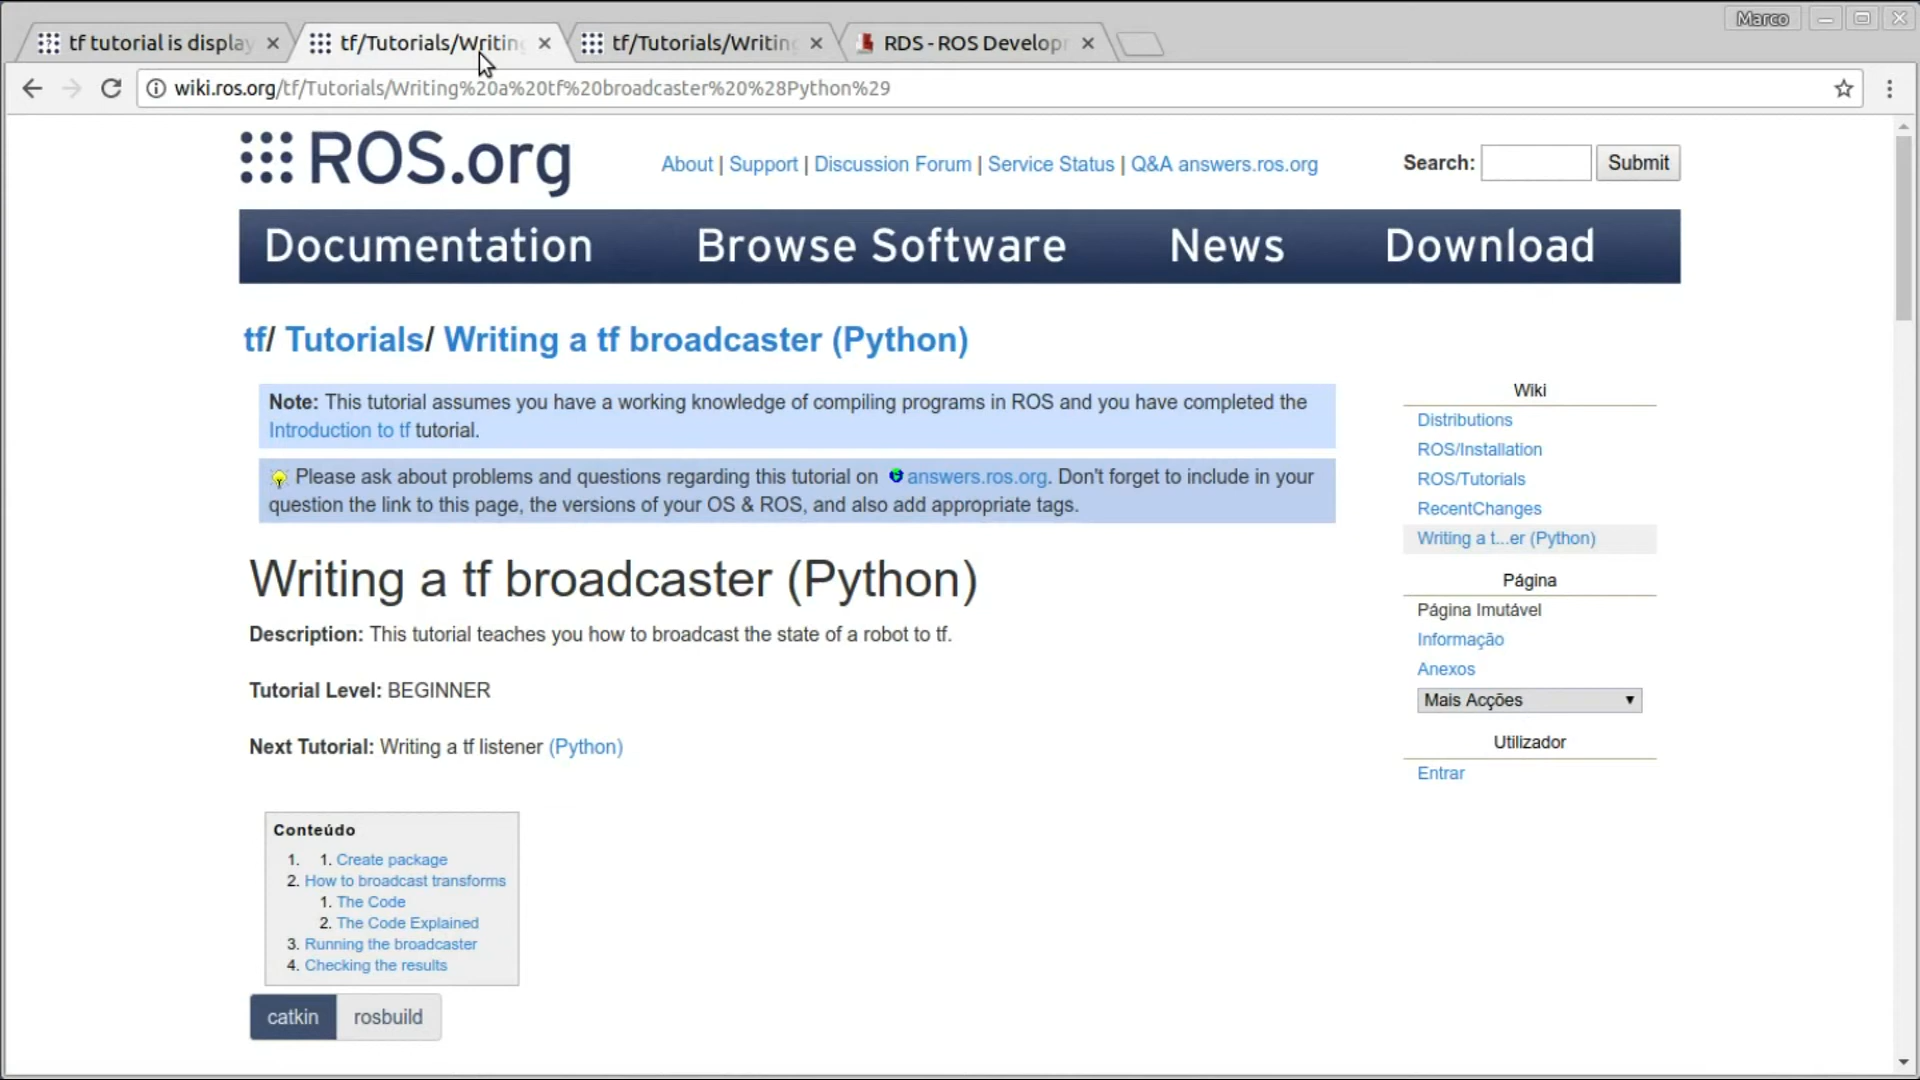 Marco
tf tutorial is display
tf/Tutorials/Writing
tf/Tutorials/Writing
RDS - ROS Develop
wiki.ros.org/tf/Tutorials/Writing%20a%20tf%20broadcaster%20%28Python%29
ROS.org
About | Support | Discussion Forum | Service Status | Q&A answers.ros.org
Search:
Submit
Documentation
Browse Software
News
Download
tf/ Tutorials/ Writing a tf broadcaster (Python)
Note: This tutorial assumes you have a working knowledge of compiling programs in ROS and you have completed the
Introduction to tf tutorial.
Please ask about problems and questions regarding this tutorial on answers.ros.org. Don't forget to include in your
question the link to this page, the versions of your OS & ROS, and also add appropriate tags.
Writing a tf broadcaster (Python)
Description: This tutorial teaches you how to broadcast the state of a robot to tf.
Tutorial Level: BEGINNER
Next Tutorial: Writing a tf listener (Python)
Conteúdo
1. 1. Create package
2. How to broadcast transforms
1. The Code
2. The Code Explained
3. Running the broadcaster
4. Checking the results
catkin
rosbuild
Wiki
Distributions
ROS/Installation
ROS/Tutorials
RecentChanges
Writing a t...er (Python)
Página
Página Imutável
Informação
Anexos
Mais Acções
Utilizador
Entrar